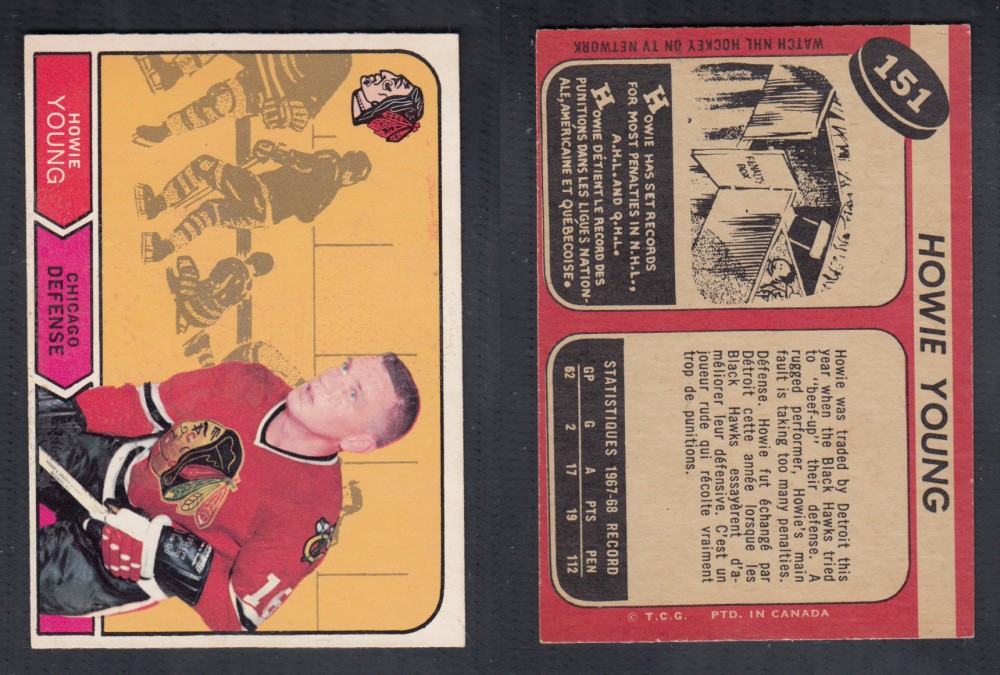 HOWIE
YOUNG
CHICAGO
DEFENSE
16
151
HOWIE YOUNG
WATCH NHL HOCKEY ON TV NETWORK
PENALTY
BOX
HOWIE HAS SET RECORDS
FOR MOST PENALTIES IN N.H.L.,
A.H.L. AND Q.H.L.
HOWIE DÉTIENT LE RECORD DES
PUNITIONS DANS LES LIGUES NATION-
ALE, AMERICAINE ET QUÉBECOISE.
Howie was traded by Detroit this
year when the Black Hawks tried
to "beef-up" their defense. A
rugged performer, Howie's main
fault is taking too many penalties.
Défense. Howie fut échangé par
Détroit cette année lorsque les
Black Hawks essayèrent d'a-
méliorer leur défensive. C'est un
joueur rude qui récolte vraiment
trop de punitions.
STATISTIQUES 1967-68 RECORD
GP G A PTS PEN
62 2 17 19 112
© T.C.G. PTD. IN CANADA